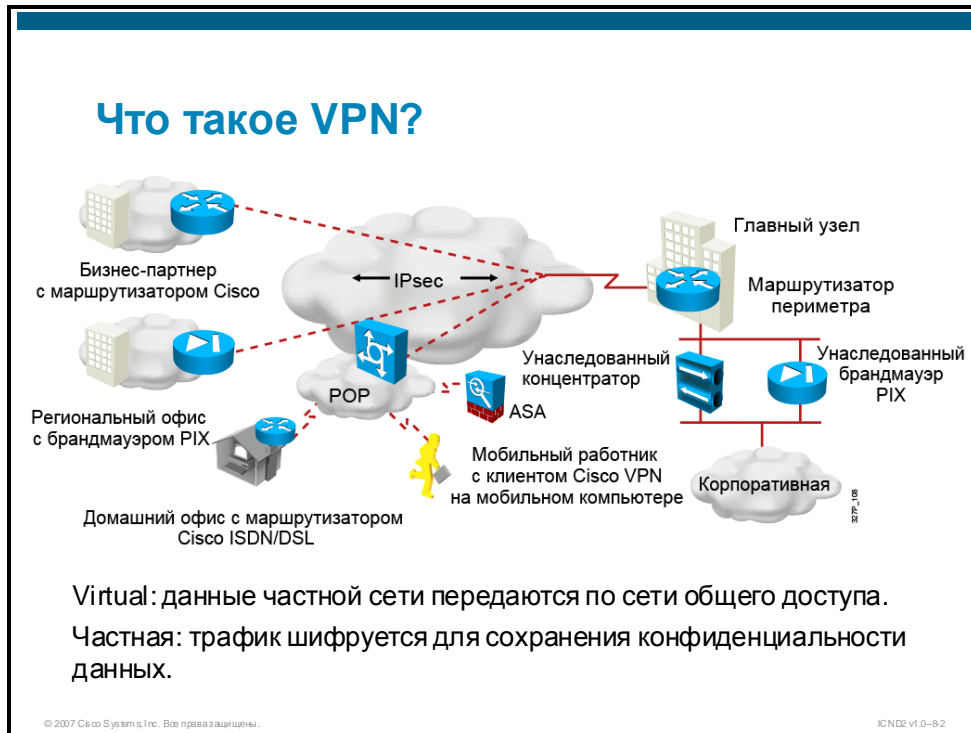 Что такое VPN?
Главный узел
IPsec
Бизнес-партнер
с маршрутизатором Cisco
Маршрутизатор
периметра
Унаследованный
концентратор
Унаследованный
брандмауэр
PIX
POP
ASA
Региональный офис
с брандмауэром PIX
Мобильный работник
с клиентом Cisco VPN
на мобильном компьютере
Корпоративная
327P_108
Домашний офис с маршрутизатором
Cisco ISDN/DSL
Virtual: данные частной сети передаются по сети общего доступа.
Частная: трафик шифруется для сохранения конфиденциальности
данных.
© 2007 Cisco Systems, Inc. Все права защищены.
ICND2 v1.0–8-2